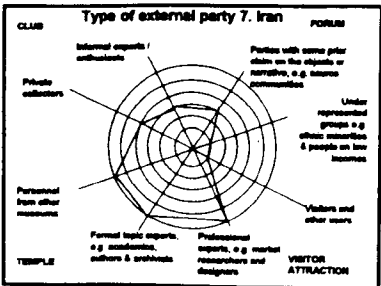 Type of external party 7. Iran
CLUB
FORUM
Informal experts /
enthusiasts
Parties with some prior
claim on the objects or
narrative, e.g. source
communities
Private
collectors
Under
represented
groups e.g
ethnic minorities
& people on low
incomes
Personnel
from other
museums
Visitors and
other users
Formal topic experts,
e.g. academics,
authors & archivists
Professional
experts, e.g. market
researchers and
designers
TEMPLE
VISITOR
ATTRACTION